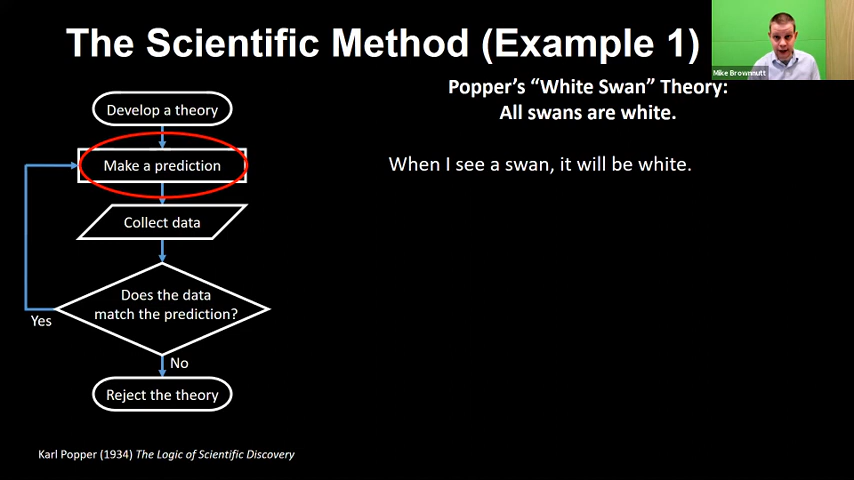 The Scientific Method (Example 1)
Mike Brownnutt
Popper's “White Swan” Theory:
All swans are white.
Develop a theory
Make a prediction
When I see a swan, it will be white.
Collect data
Does the data
match the prediction?
Yes
No
Reject the theory
Karl Popper (1934) The Logic of Scientific Discovery